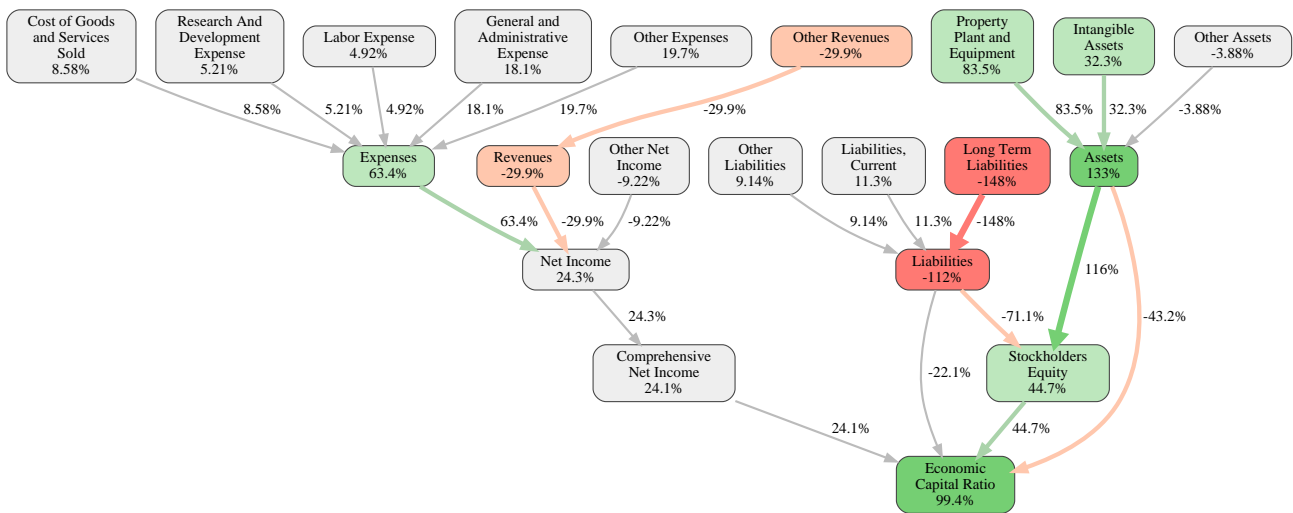 Cost of Goods
and Services
Sold
8.58%
Research And
Development
Expense
5.21%
Labor Expense
4.92%
General and
Administrative
Expense
18.1%
Other Expenses
19.7%
Other Revenues
-29.9%
Property
Plant and
Equipment
83.5%
Intangible
Assets
32.3%
Other Assets
-3.88%
8.58%
5.21%
4.92%
18.1%
19.7%
-29.9%
83.5%
32.3%
-3.88%
Expenses
63.4%
Revenues
-29.9%
Other Net
Income
-9.22%
Other
Liabilities
9.14%
Liabilities,
Current
11.3%
Long Term
Liabilities
-148%
Assets
133%
63.4%
-29.9%
-9.22%
9.14%
11.3%
-148%
Net Income
24.3%
Liabilities
-112%
116%
24.3%
-71.1%
-43.2%
Comprehensive
Net Income
24.1%
-22.1%
Stockholders
Equity
44.7%
24.1%
44.7%
Economic
Capital Ratio
99.4%